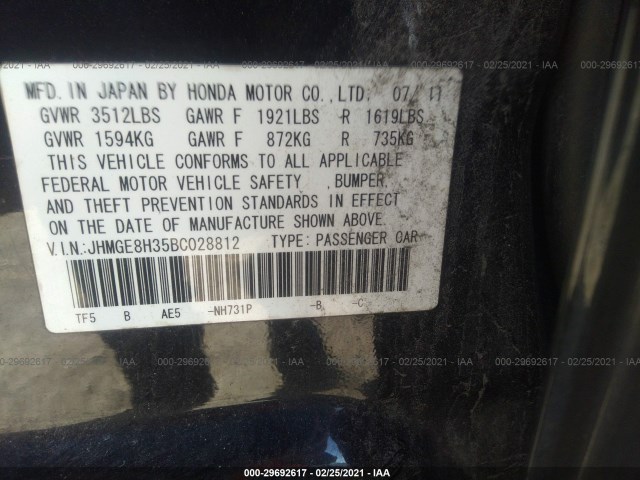 MFD. IN JAPAN BY HONDA MOTOR CO., LTD. 07/11
GVWR 3512LBS GAWR F 1921LBS R 1619LBS
GVWR 1594KG GAWR F 872KG R 735KG
THIS VEHICLE CONFORMS TO ALL APPLICABLE
FEDERAL MOTOR VEHICLE SAFETY , BUMPER,
AND THEFT PREVENTION STANDARDS IN EFFECT
ON THE DATE OF MANUFACTURE SHOWN ABOVE.
V.I.N.:JHMGE8H35BC028812 TYPE: PASSENGER CAR
TF5 B AE5 -NH731P -B -C
000-29692617 - 02/25/2021 - IAA